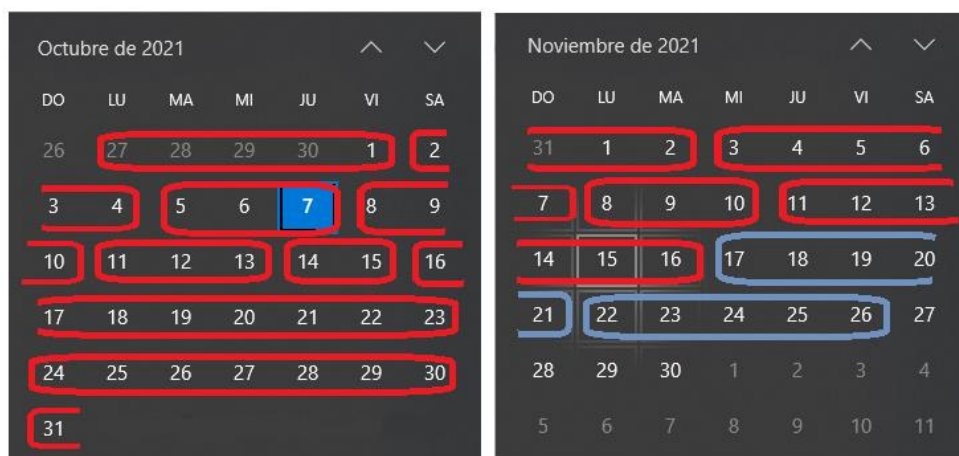 Octubre de 2021
DO LU MA MI JU VI SA
26 27 28 29 30 1 2
3 4 5 6 7 8 9
10 11 12 13 14 15 16
17 18 19 20 21 22 23
24 25 26 27 28 29 30
31
Noviembre de 2021
DO LU MA MI JU VI SA
31 1 2 3 4 5 6
7 8 9 10 11 12 13
14 15 16 17 18 19 20
21 22 23 24 25 26 27
28 29 30 1 2 3 4
5 6 7 8 9 10 11